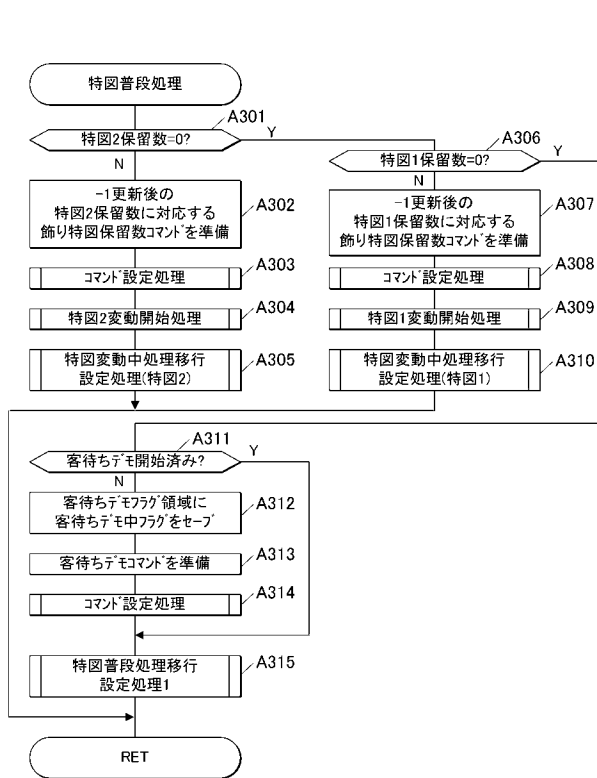 特図普段処理
A301
特図2保留数=0?
Y
N
-1更新後の
特図2保留数に対応する
飾り特図保留数コマンドを準備
A302
コマンド設定処理
A303
特図2変動開始処理
A304
特図変動中処理移行
設定処理(特図2)
A305
A306
特図1保留数=0?
Y
N
-1更新後の
特図1保留数に対応する
飾り特図保留数コマンドを準備
A307
コマンド設定処理
A308
特図1変動開始処理
A309
特図変動中処理移行
設定処理(特図1)
A310
A311
客待ちデモ開始済み?
Y
N
客待ちデモフラグ領域に
客待ちデモ中フラグをセーブ
A312
客待ちデモコマンドを準備
A313
コマンド設定処理
A314
特図普段処理移行
設定処理1
A315
RET